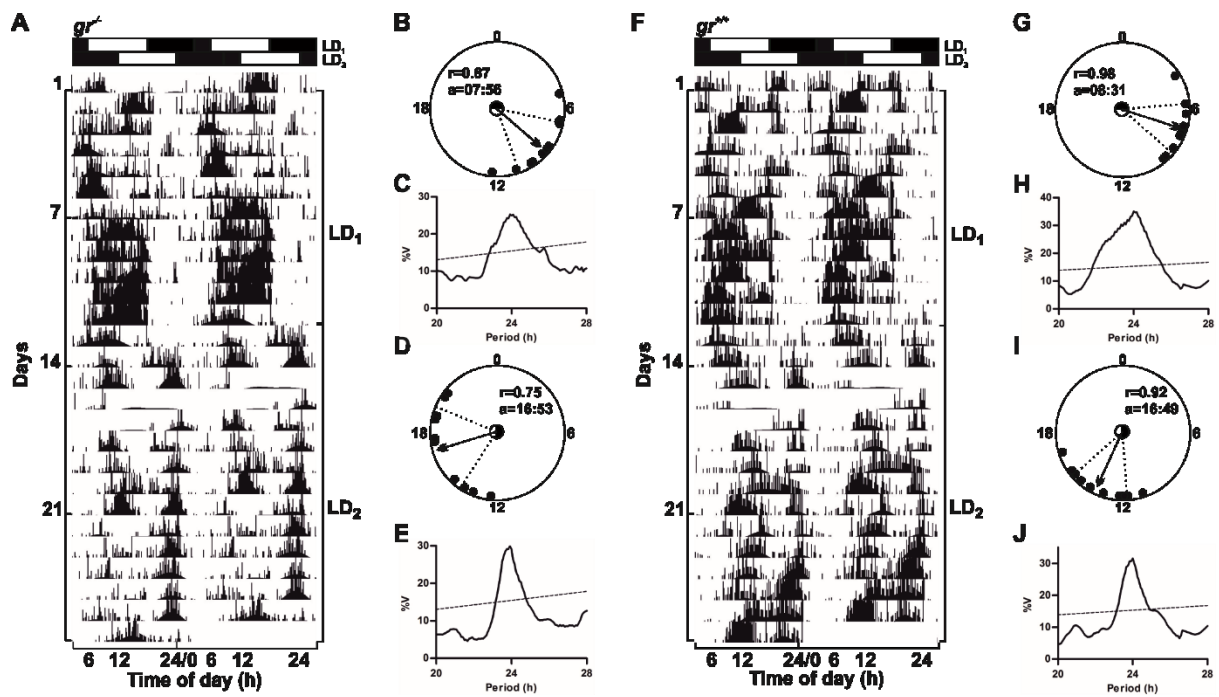 A
gr-/-
LD1
LD2
1
7
14
21
Days
LD1
LD2
6 12 24/0 6 12 24
Time of day (h)
B
0
r=0.87
a=07:56
18
6
12
C
30
20
10
0
%V
20 24 28
Period (h)
D
0
r=0.75
a=16:53
18
6
12
E
30
20
10
0
%V
20 24 28
Period (h)
F
gr+/+
LD1
LD2
1
7
14
21
Days
LD1
LD2
6 12 24/0 6 12 24
Time of day (h)
G
0
r=0.98
a=08:31
18
6
12
H
40
30
20
10
0
%V
20 24 28
Period (h)
I
0
r=0.92
a=16:49
18
6
12
J
30
20
10
0
%V
20 24 28
Period (h)